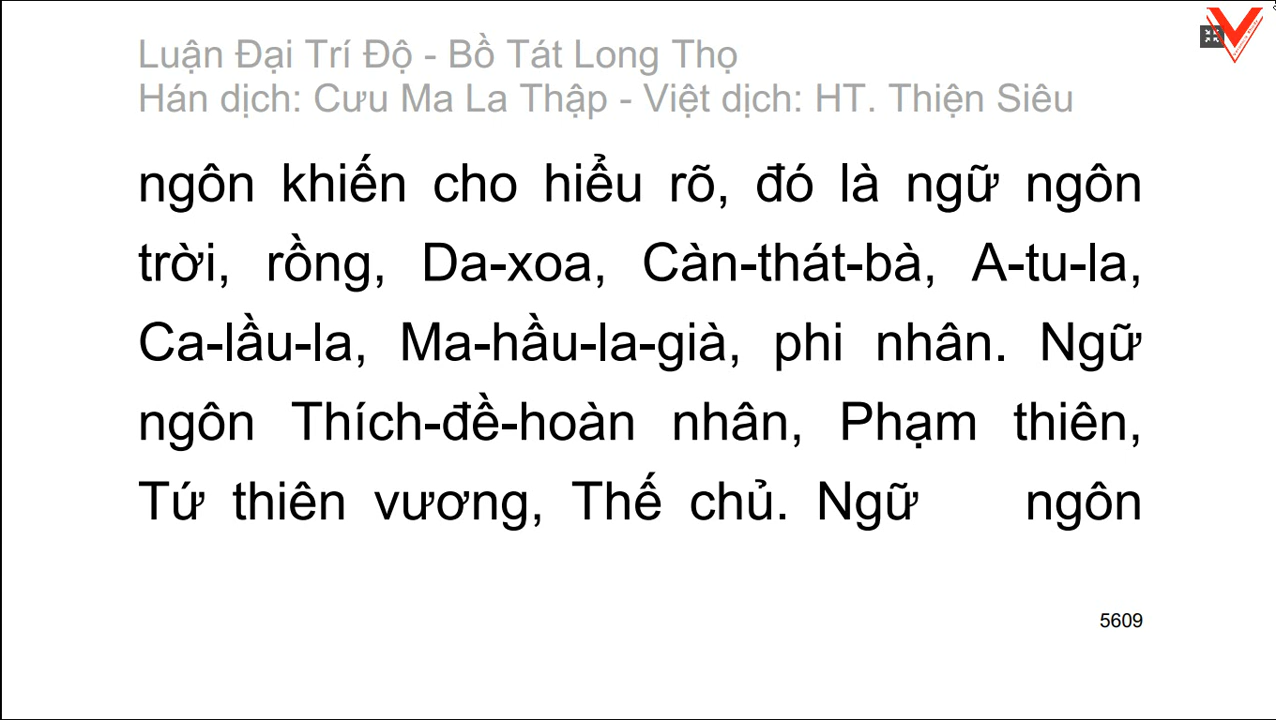 Luận Đại Trí Độ - Bồ Tát Long Thọ
Hán dịch: Cưu Ma La Thập - Việt dịch: HT. Thiện Siêu
ngôn khiến cho hiểu rõ, đó là ngữ ngôn
trời, rồng, Da-xoa, Càn-thát-bà, A-tu-la,
Ca-lầu-la, Ma-hầu-la-già, phi nhân. Ngữ
ngôn Thích-đề-hoàn nhân, Phạm thiên,
Tứ thiên vương, Thế chủ. Ngữ ngôn
5609